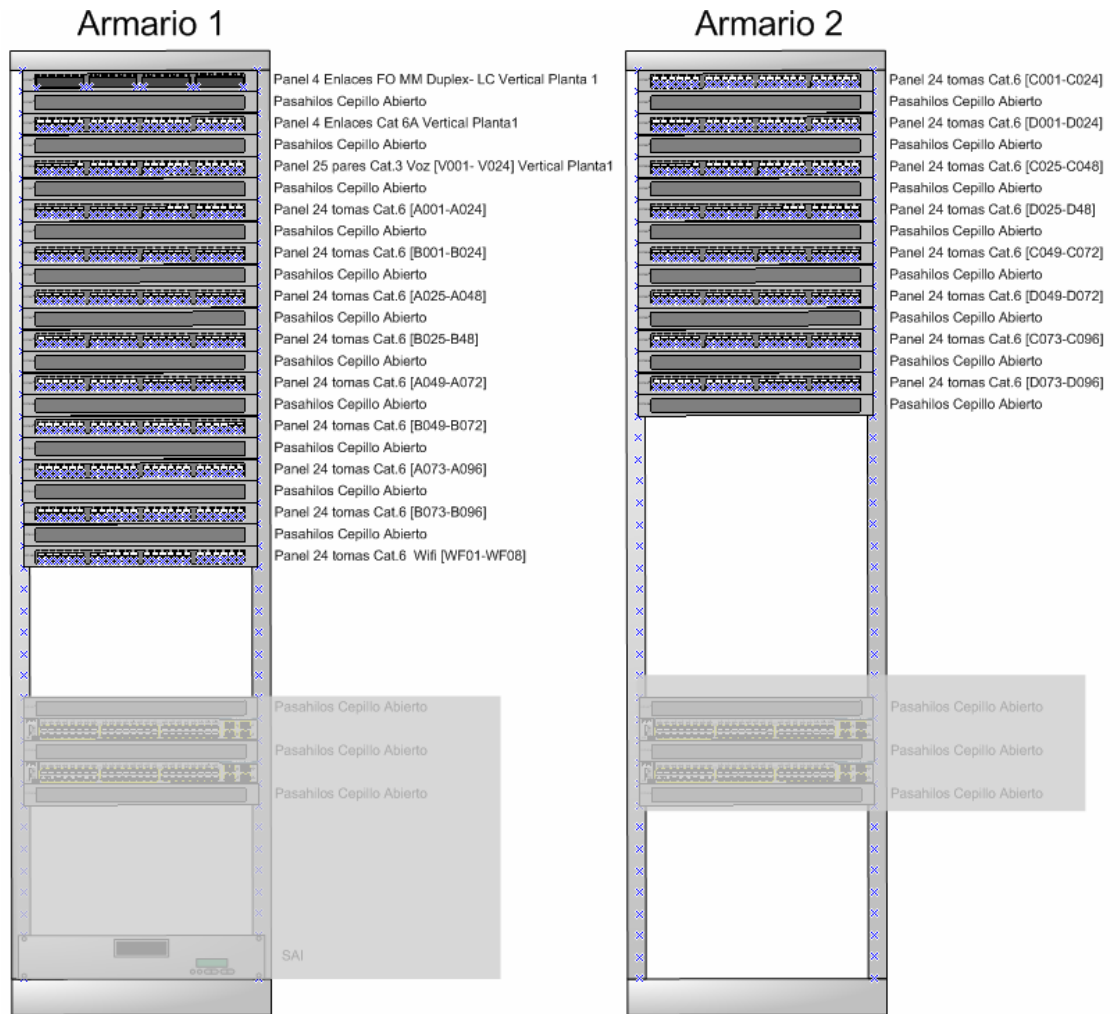 Armario 1
Panel 4 Enlaces FO MM Duplex- LC Vertical Planta 1
Pasahilos Cepillo Abierto
Panel 4 Enlaces Cat 6A Vertical Planta1
Pasahilos Cepillo Abierto
Panel 25 pares Cat.3 Voz [V001- V024] Vertical Planta1
Pasahilos Cepillo Abierto
Panel 24 tomas Cat.6 [A001-A024]
Pasahilos Cepillo Abierto
Panel 24 tomas Cat.6 [B001-B024]
Pasahilos Cepillo Abierto
Panel 24 tomas Cat.6 [A025-A048]
Pasahilos Cepillo Abierto
Panel 24 tomas Cat.6 [B025-B48]
Pasahilos Cepillo Abierto
Panel 24 tomas Cat.6 [A049-A072]
Pasahilos Cepillo Abierto
Panel 24 tomas Cat.6 [B049-B072]
Pasahilos Cepillo Abierto
Panel 24 tomas Cat.6 [A073-A096]
Pasahilos Cepillo Abierto
Panel 24 tomas Cat.6 [B073-B096]
Pasahilos Cepillo Abierto
Panel 24 tomas Cat.6 Wifi [WF01-WF08]
Pasahilos Cepillo Abierto
Pasahilos Cepillo Abierto
Pasahilos Cepillo Abierto
SAI
Armario 2
Panel 24 tomas Cat.6 [C001-C024]
Pasahilos Cepillo Abierto
Panel 24 tomas Cat.6 [D001-D024]
Pasahilos Cepillo Abierto
Panel 24 tomas Cat.6 [C025-C048]
Pasahilos Cepillo Abierto
Panel 24 tomas Cat.6 [D025-D48]
Pasahilos Cepillo Abierto
Panel 24 tomas Cat.6 [C049-C072]
Pasahilos Cepillo Abierto
Panel 24 tomas Cat.6 [D049-D072]
Pasahilos Cepillo Abierto
Panel 24 tomas Cat.6 [C073-C096]
Pasahilos Cepillo Abierto
Panel 24 tomas Cat.6 [D073-D096]
Pasahilos Cepillo Abierto
Pasahilos Cepillo Abierto
Pasahilos Cepillo Abierto
Pasahilos Cepillo Abierto